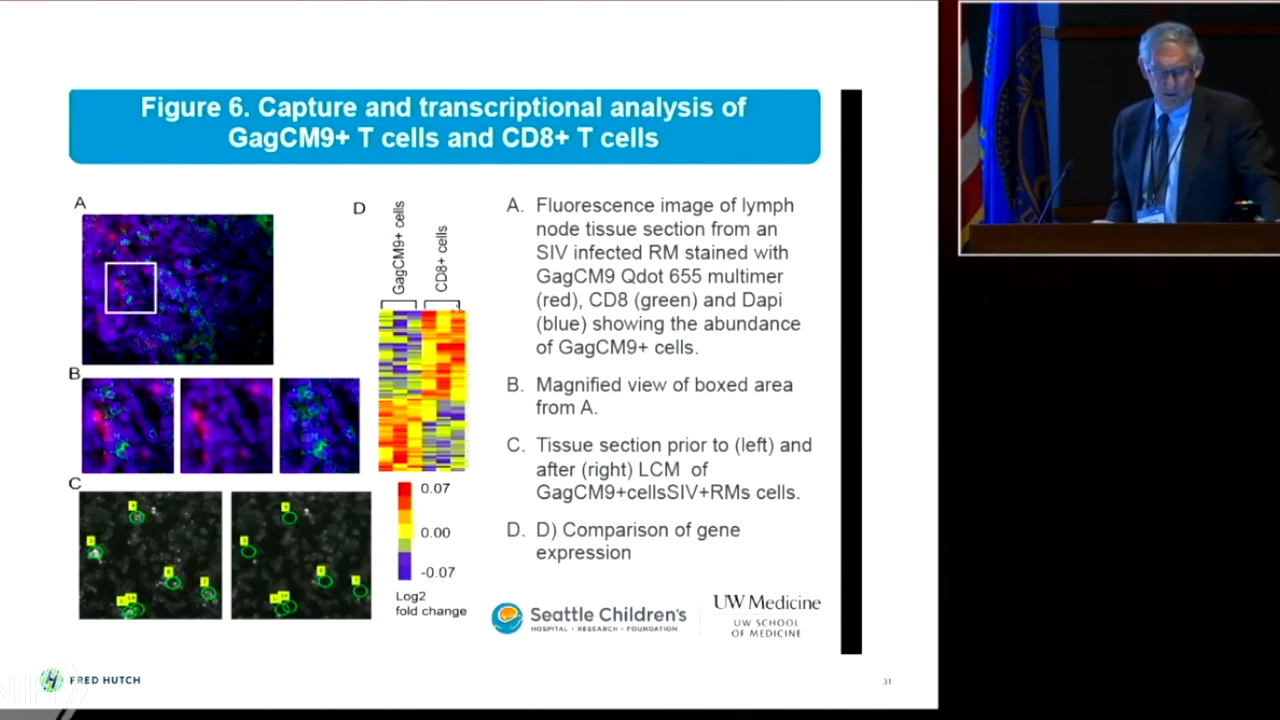 Figure 6. Capture and transcriptional analysis of
GagCM9+ T cells and CD8+ T cells
A
B
C
D
GagCM9+ cells
CD8+ cells
0.07
0.00
-0.07
Log2
fold change
A. Fluorescence image of lymph
node tissue section from an
SIV infected RM stained with
GagCM9 Qdot 655 multimer
(red), CD8 (green) and Dapi
(blue) showing the abundance
of GagCM9+ cells.
B. Magnified view of boxed area
from A.
C. Tissue section prior to (left) and
after (right) LCM of
GagCM9+cellsSIV+RMs cells.
D. D) Comparison of gene
expression
Seattle Children's
HOSPITAL • RESEARCH • FOUNDATION
UW Medicine
UW SCHOOL
OF MEDICINE
FRED HUTCH
31